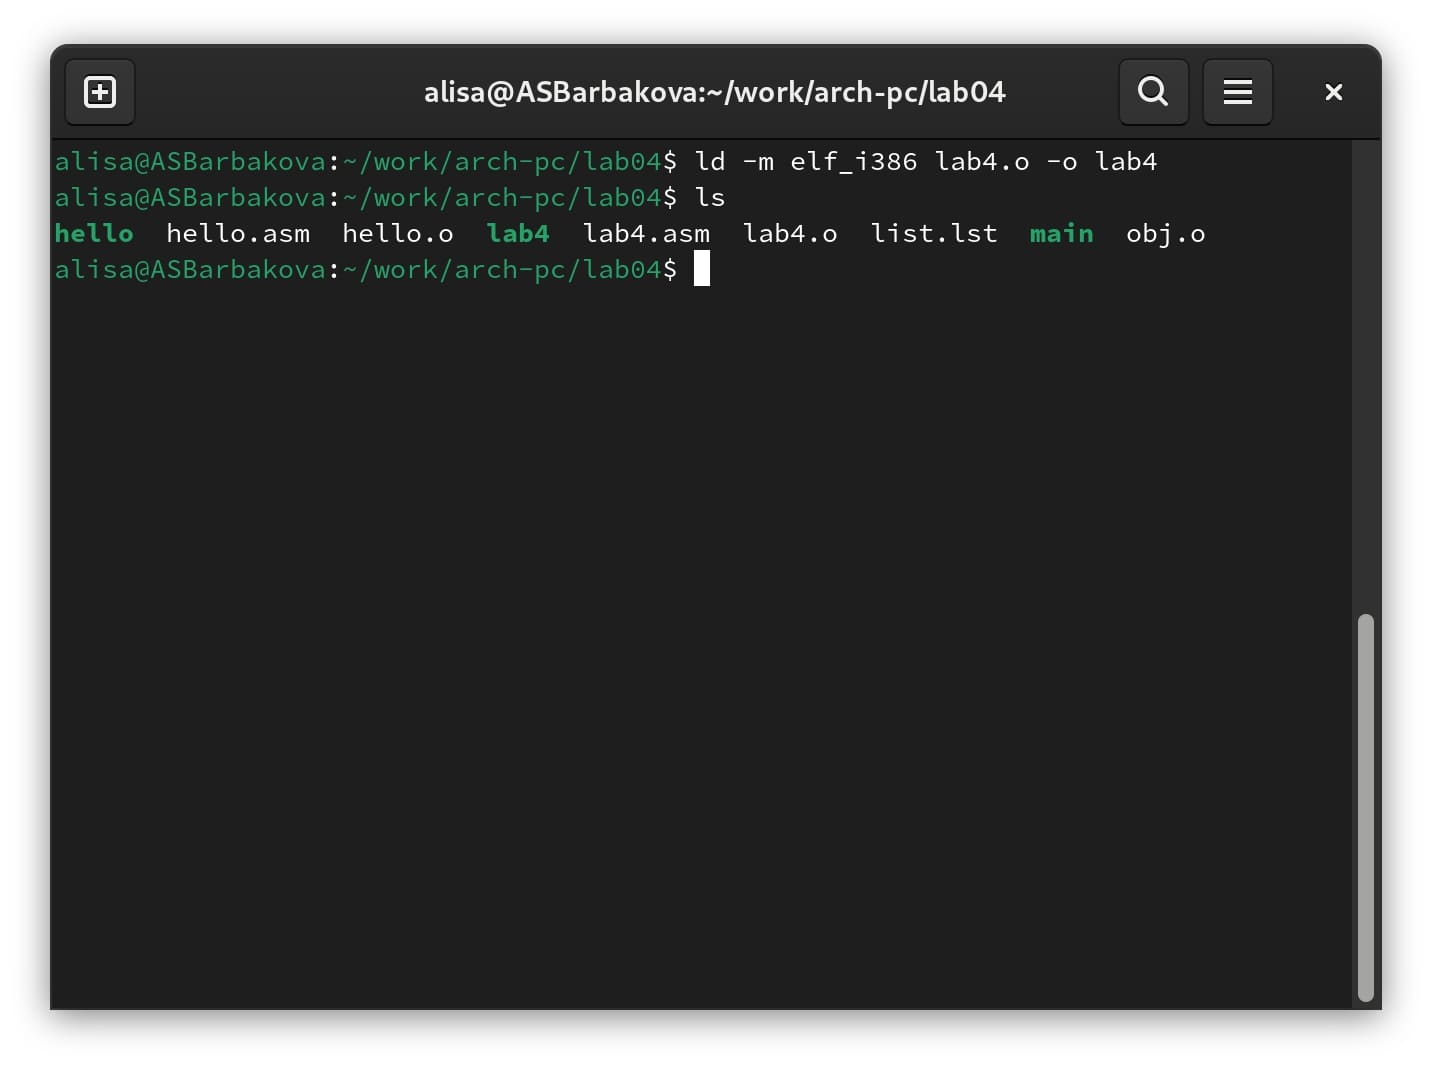 alisa@ASBarbakova:~/work/arch-pc/lab04
alisa@ASBarbakova:~/work/arch-pc/lab04$ ld -m elf_i386 lab4.o -o lab4
alisa@ASBarbakova:~/work/arch-pc/lab04$ ls
hello  hello.asm  hello.o  lab4  lab4.asm  lab4.o  list.lst  main  obj.o
alisa@ASBarbakova:~/work/arch-pc/lab04$